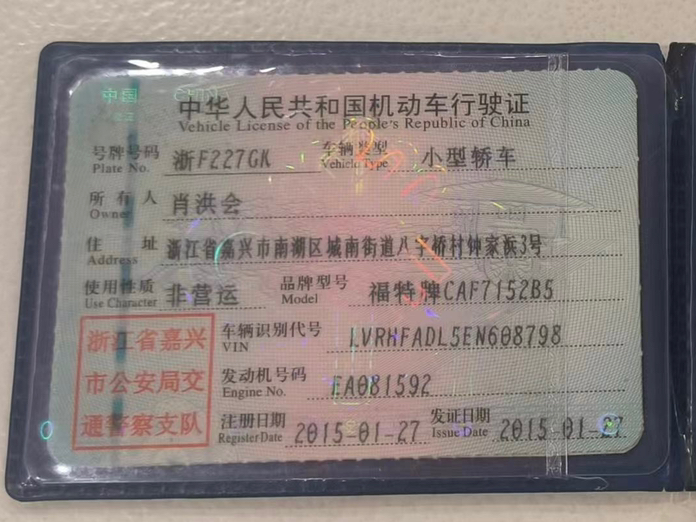 中国
中华人民共和国机动车行驶证
Vehicle License of the People's Republic of China
号牌号码 浙F227GK 车辆类型 小型轿车
Plate No. Vehicle Type
所有人 肖洪会
Owner
住址 浙江省嘉兴市南湖区城南街道八字桥村钟家浜3号
Address
使用性质 非营运 品牌型号 福特牌CAF7152B5
Use Character Model
浙江省嘉兴
市公安局交
通警察支队
车辆识别代号 LVRHFADL5EN608798
VIN
发动机号码 EA081592
Engine No.
注册日期 2015-01-27 发证日期 2015-01-27
Register Date Issue Date